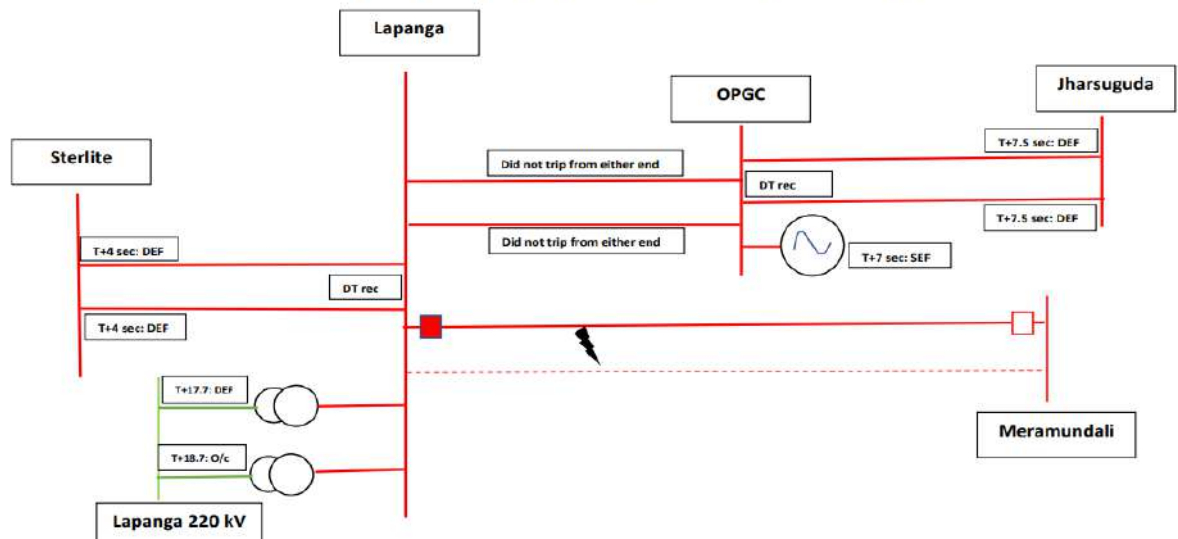 Lapanga
OPGC
Jharsuguda
Sterlite
T+7.5 sec: DEF
Did not trip from either end
DT rec
T+7.5 sec: DEF
Did not trip from either end
T+4 sec: DEF
T+7 sec: SEF
DT rec
T+4 sec: DEF
T+17.7: DEF
Meramundali
T+18.7: O/c
Lapanga 220 kV